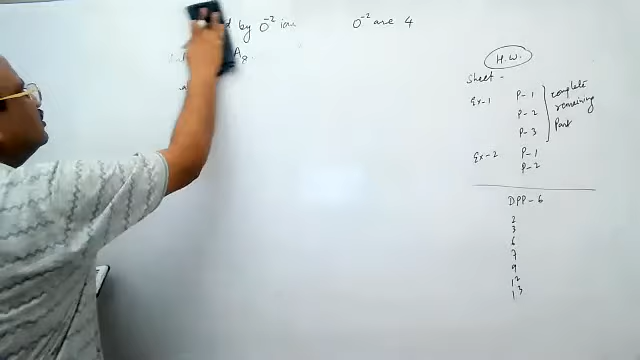 by O⁻² ion O⁻² are 4
A₈
H.W.
Sheet -
Ex-1 P-1 complete
P-2 remaining
P-3 Part
Ex-2 P-1
P-2
DPP-6
2
3
6
7
9
12
13